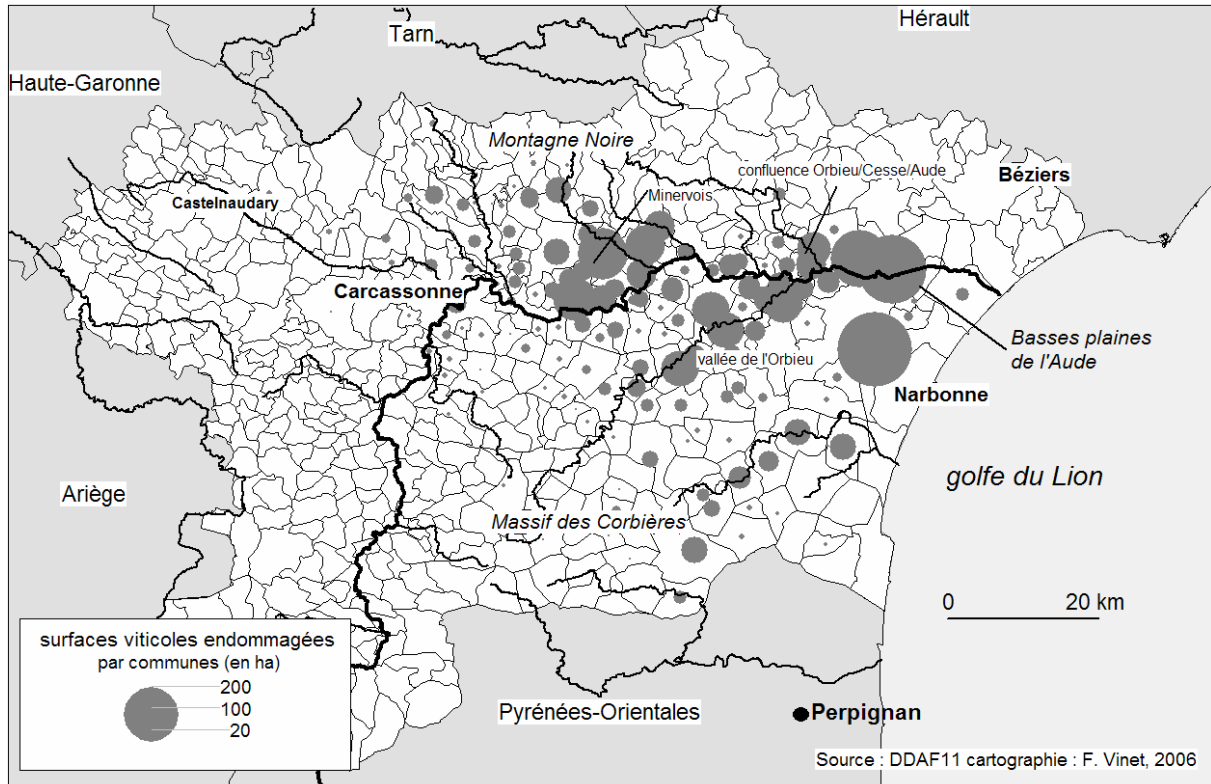 Hérault
Tarn
Haute-Garonne
Montagne Noire
confluence Orbieu/Cesse/Aude
Béziers
Minervois
Castelnaudary
Carcassonne
Basses plaines
de l'Aude
vallée de l'Orbieu
Narbonne
golfe du Lion
Ariège
Massif des Corbières
0 20 km
surfaces viticoles endommagées
par communes (en ha)
200
100
20
Pyrénées-Orientales
Perpignan
Source : DDAF11 cartographie : F. Vinet, 2006